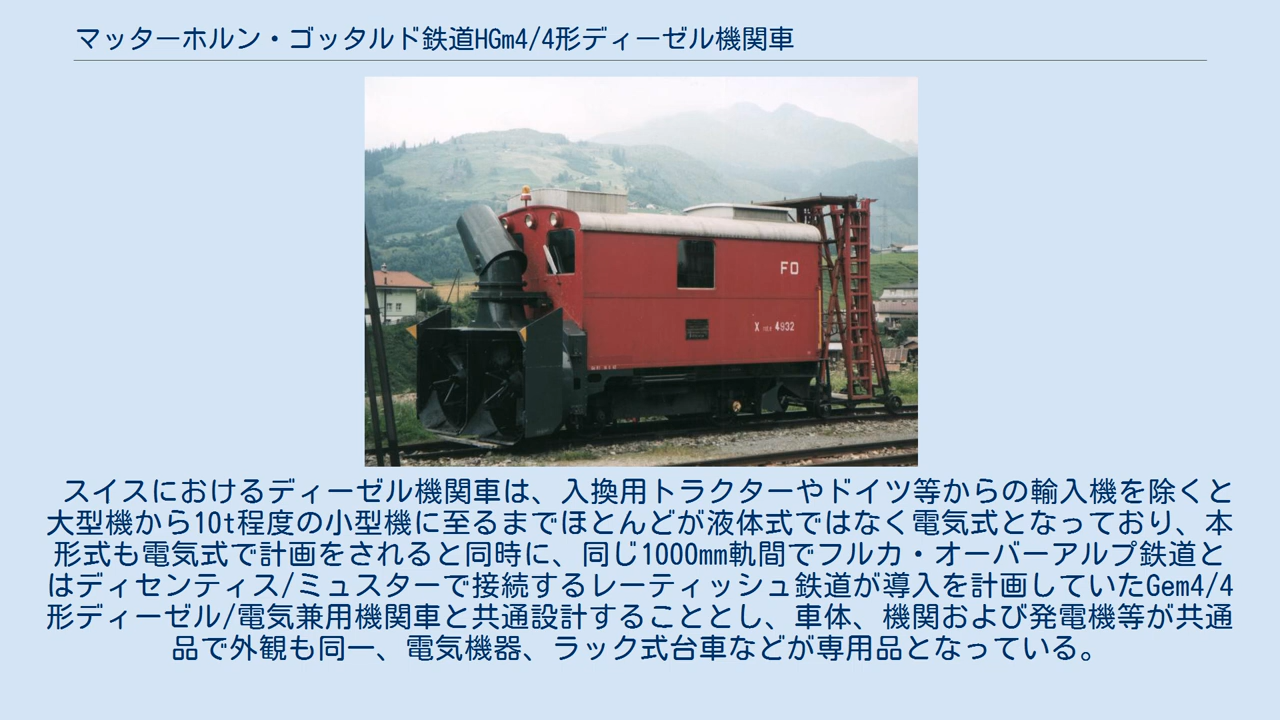 マッターホルン・ゴッタルド鉄道HGm4/4形ディーゼル機関車
FO
X 4932
スイスにおけるディーゼル機関車は、入換用トラクターやドイツ等からの輸入機を除くと
大型機から10t程度の小型機に至るまでほとんどが液体式ではなく電気式となっており、本
形式も電気式で計画をされると同時に、同じ1000mm軌間でフルカ・オーバーアルプ鉄道と
はディセンティス/ミュスターで接続するレーティッシュ鉄道が導入を計画していたGem4/4
形ディーゼル/電気兼用機関車と共通設計することとし、車体、機関および発電機等が共通
品で外観も同一、電気機器、ラック式台車などが専用品となっている。